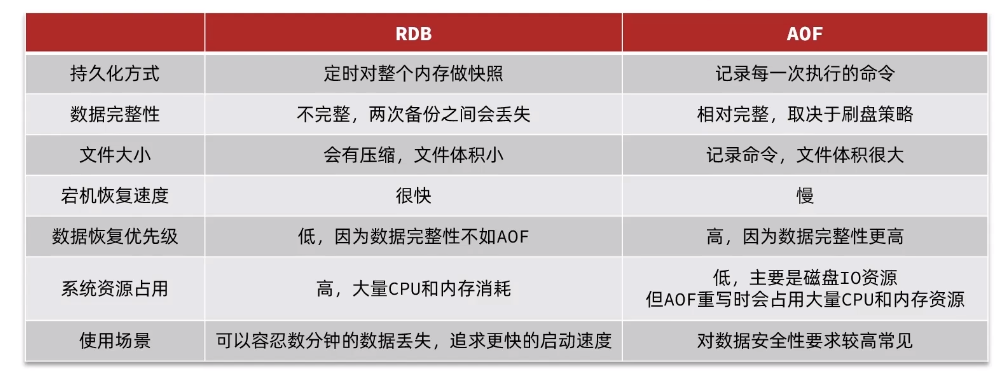 RDB AOF
持久化方式 定时对整个内存做快照 记录每一次执行的命令
数据完整性 不完整，两次备份之间会丢失 相对完整，取决于刷盘策略
文件大小 会有压缩，文件体积小 记录命令，文件体积很大
宕机恢复速度 很快 慢
数据恢复优先级 低，因为数据完整性不如AOF 高，因为数据完整性更高
系统资源占用 高，大量CPU和内存消耗 低，主要是磁盘IO资源
但AOF重写时会占用大量CPU和内存资源
使用场景 可以容忍数分钟的数据丢失，追求更快的启动速度 对数据安全性要求较高常见